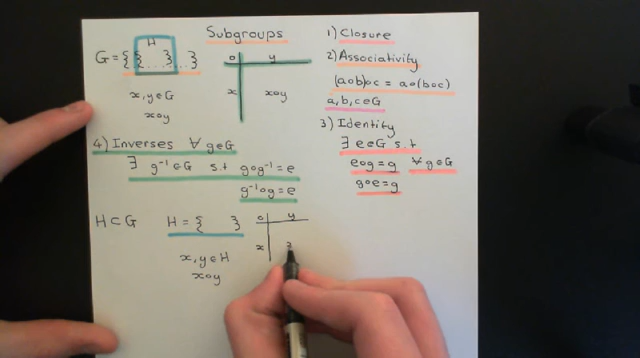 Subgroups
H
G = { {   }   }
x, y ∈ G
x∘y
∘ y
x x∘y
1) Closure
2) Associativity
(a∘b)∘c = a∘(b∘c)
a, b, c ∈ G
3) Identity
∃ e ∈ G s.t
e∘g = g ∀ g ∈ G
g∘e = g
4) Inverses ∀ g ∈ G
∃ g⁻¹ ∈ G s.t g∘g⁻¹ = e
g⁻¹∘g = e
H ⊂ G H = {   }
x, y ∈ H
x∘y
∘ y
x